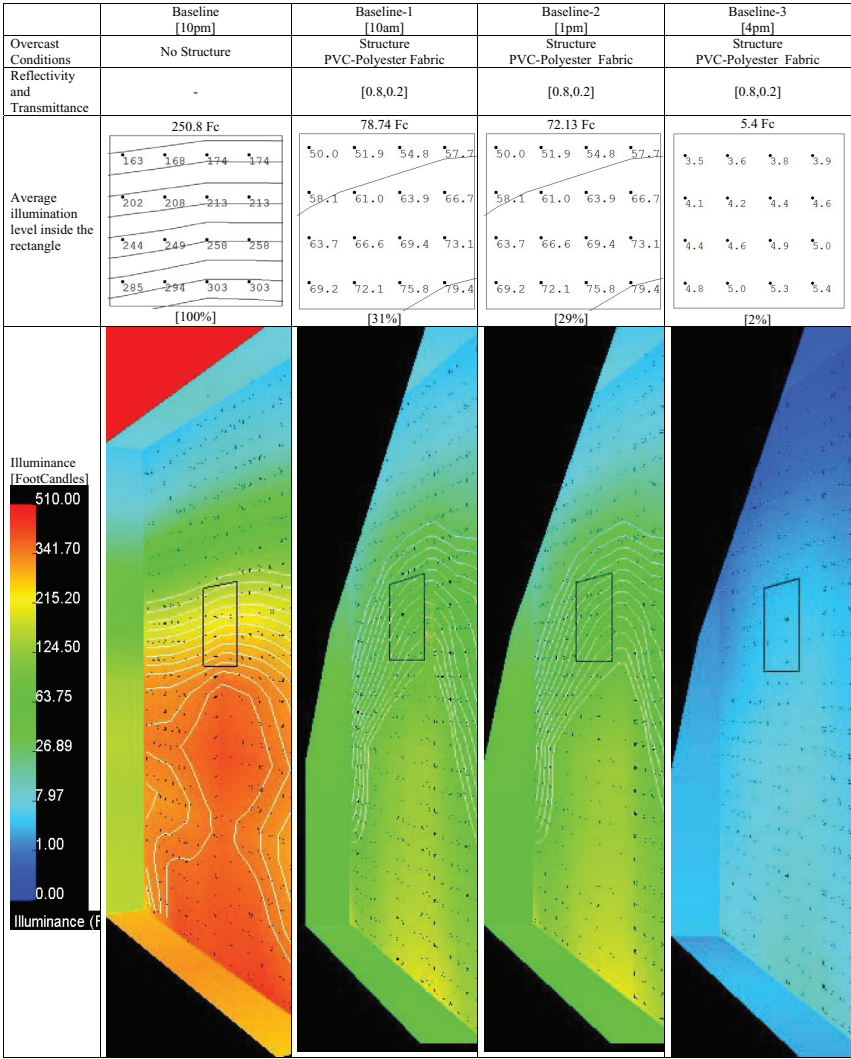 Baseline
[10pm]
Baseline-1
[10am]
Baseline-2
[1pm]
Baseline-3
[4pm]
Overcast
Conditions
No Structure
Structure
PVC-Polyester Fabric
Structure
PVC-Polyester Fabric
Structure
PVC-Polyester Fabric
Reflectivity
and
Transmittance
-
[0.8,0.2]
[0.8,0.2]
[0.8,0.2]
Average
illumination
level inside the
rectangle
250.8 Fc
163 168 174 174
202 208 213 213
244 249 258 258
285 294 303 303
[100%]
78.74 Fc
50.0 51.9 54.8 57.7
58.1 61.0 63.9 66.7
63.7 66.6 69.4 73.1
69.2 72.1 75.8 79.4
[31%]
72.13 Fc
50.0 51.9 54.8 57.7
58.1 61.0 63.9 66.7
63.7 66.6 69.4 73.1
69.2 72.1 75.8 79.4
[29%]
5.4 Fc
3.5 3.6 3.8 3.9
4.1 4.2 4.4 4.6
4.4 4.6 4.9 5.0
4.8 5.0 5.3 5.4
[2%]
Illuminance
[FootCandles]
510.00
341.70
215.20
124.50
63.75
26.89
7.97
1.00
0.00
Illuminance (F